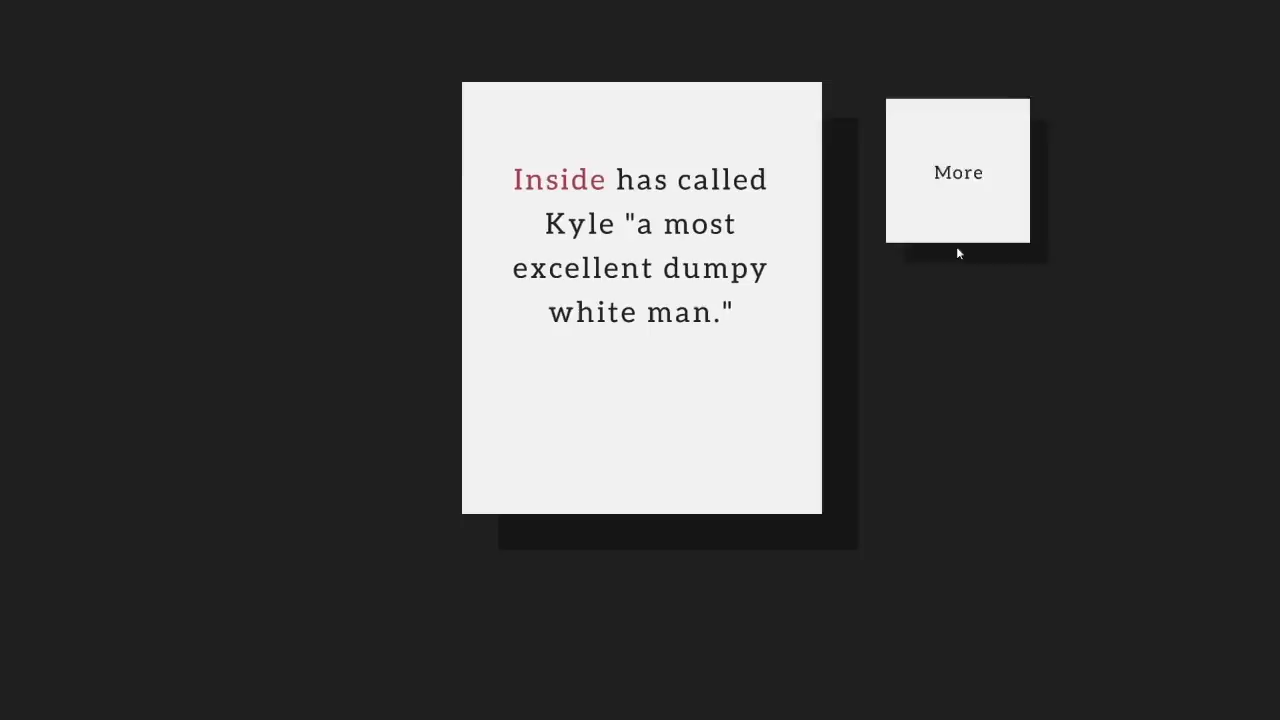 Inside has called
Kyle "a most
excellent dumpy
white man."
More